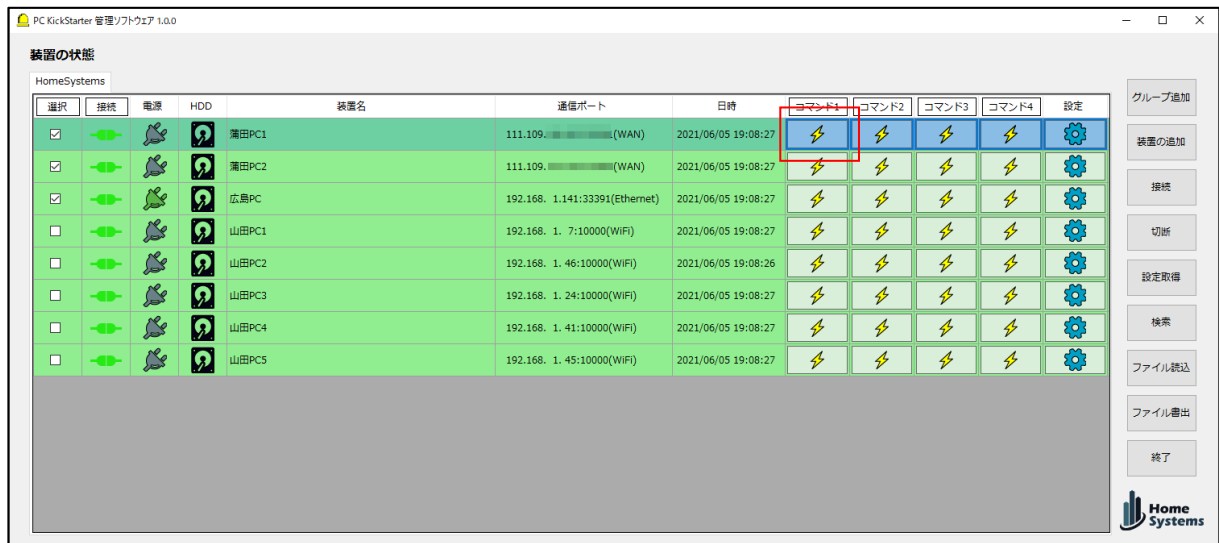 PC KickStarter 管理ソフトウェア 1.0.0
装置の状態
HomeSystems
選択 接続 電源 HDD 装置名 通信ポート 日時 コマンド1 コマンド2 コマンド3 コマンド4 設定
蒲田PC1 111.109. (WAN) 2021/06/05 19:08:27
蒲田PC2 111.109. (WAN) 2021/06/05 19:08:27
広島PC 192.168. 1.141:33391(Ethernet) 2021/06/05 19:08:27
山田PC1 192.168. 1. 7:10000(WiFi) 2021/06/05 19:08:27
山田PC2 192.168. 1. 46:10000(WiFi) 2021/06/05 19:08:26
山田PC3 192.168. 1. 24:10000(WiFi) 2021/06/05 19:08:27
山田PC4 192.168. 1. 41:10000(WiFi) 2021/06/05 19:08:27
山田PC5 192.168. 1. 45:10000(WiFi) 2021/06/05 19:08:27
グループ追加
装置の追加
接続
切断
設定取得
検索
ファイル読込
ファイル書出
終了
Home
Systems